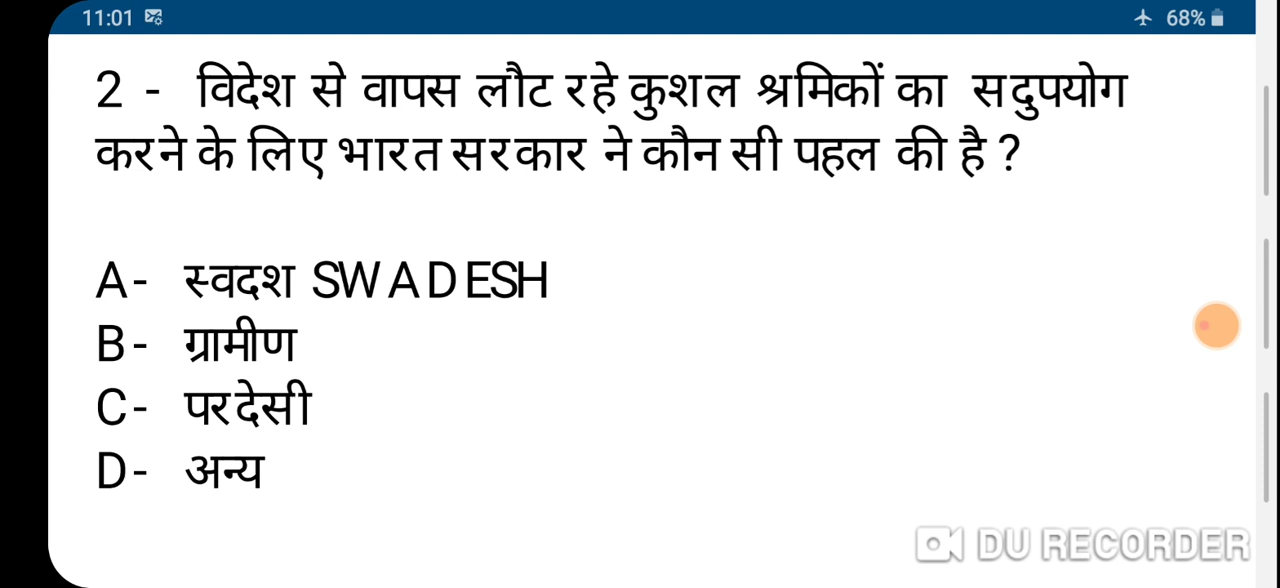 11:01 68%
2 - विदेश से वापस लौट रहे कुशल श्रमिकों का सदुपयोग
करने के लिए भारत सरकार ने कौन सी पहल की है ?
A- स्वदश SWADESH
B- ग्रामीण
C- परदेसी
D- अन्य
DU RECORDER